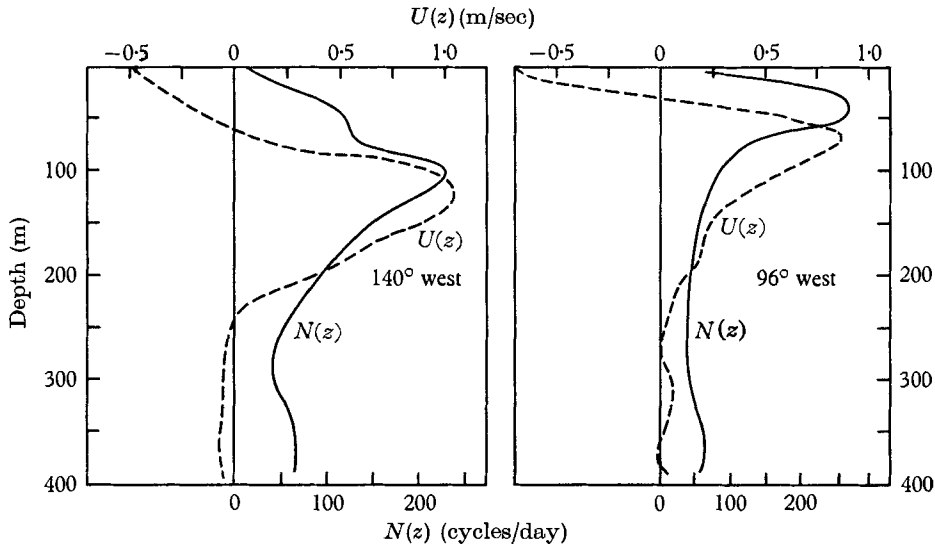 U(z) (m/sec)
−0·5 0 0·5 1·0 −0·5 0 0·5 1·0
Depth (m)
100 100
U(z) U(z)
200 140° west 96° west 200
N(z) N(z)
300 300
400 400
0 100 200 0 100 200
N(z) (cycles/day)